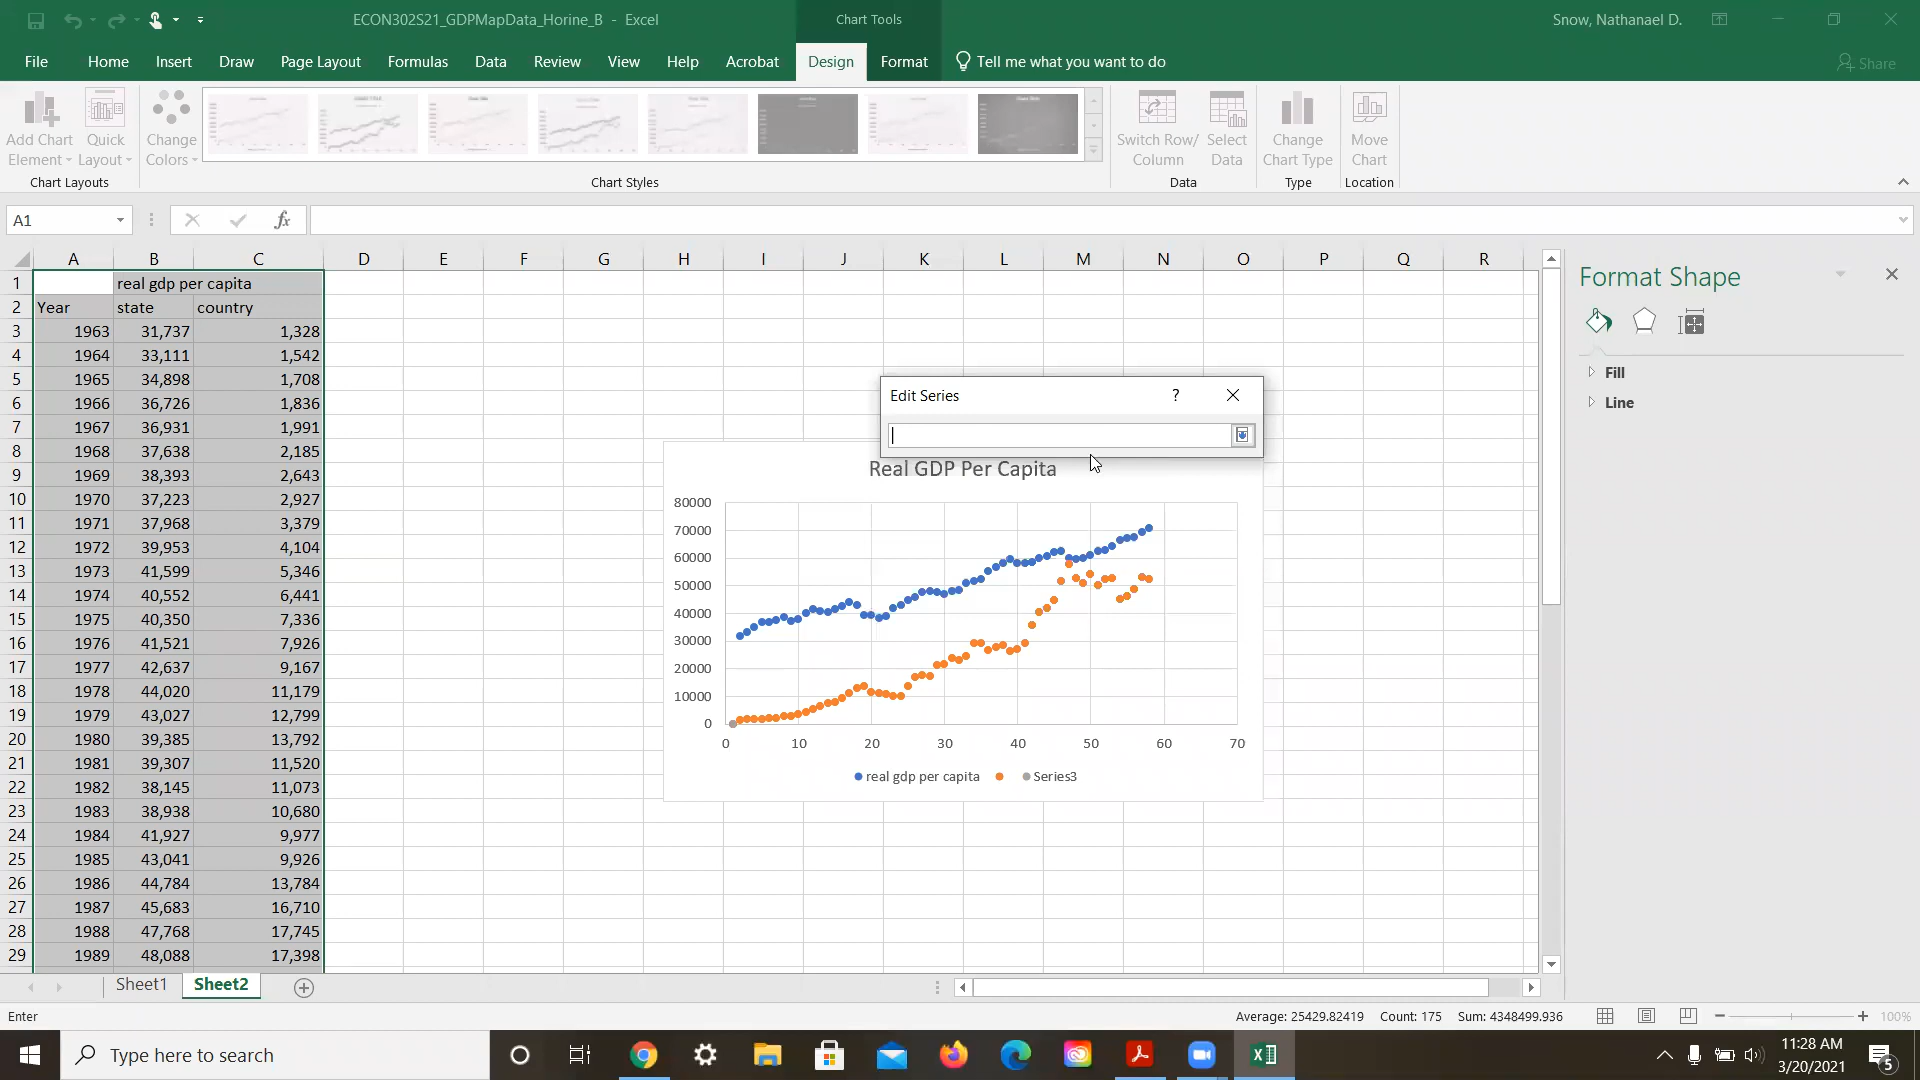 ECON302S21_GDPMapData_Horine_B - Excel
Chart Tools
Snow, Nathanael D.
File Home Insert Draw Page Layout Formulas Data Review View Help Acrobat Design Format Tell me what you want to do Share
Add Chart Element
Quick Layout
Change Colors
Switch Row/ Column
Select Data
Change Chart Type
Move Chart
Chart Layouts
Chart Styles
Data
Type
Location
A1
fx
A B C D E F G H I J K L M N O P Q R
1 real gdp per capita
2 Year state country
3 1963 31,737 1,328
4 1964 33,111 1,542
5 1965 34,898 1,708
6 1966 36,726 1,836
7 1967 36,931 1,991
8 1968 37,638 2,185
9 1969 38,393 2,643
10 1970 37,223 2,927
11 1971 37,968 3,379
12 1972 39,953 4,104
13 1973 41,599 5,346
14 1974 40,552 6,441
15 1975 40,350 7,336
16 1976 41,521 7,926
17 1977 42,637 9,167
18 1978 44,020 11,179
19 1979 43,027 12,799
20 1980 39,385 13,792
21 1981 39,307 11,520
22 1982 38,145 11,073
23 1983 38,938 10,680
24 1984 41,927 9,977
25 1985 43,041 9,926
26 1986 44,784 13,784
27 1987 45,683 16,710
28 1988 47,768 17,745
29 1989 48,088 17,398
Edit Series ?
Real GDP Per Capita
80000
70000
60000
50000
40000
30000
20000
10000
0
0 10 20 30 40 50 60 70
real gdp per capita Series3
Format Shape
Fill
Line
Sheet1 Sheet2
Enter
Average: 25429.82419 Count: 175 Sum: 4348499.936
100%
Type here to search
11:28 AM
3/20/2021
5